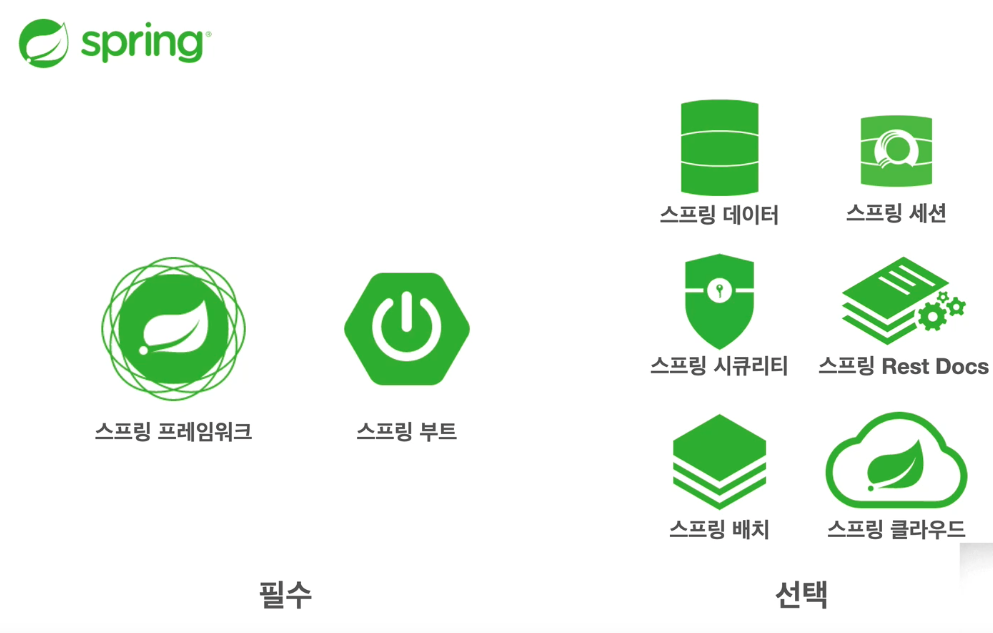 spring
스프링 데이터
스프링 세션
스프링 프레임워크
스프링 부트
스프링 시큐리티
스프링 Rest Docs
스프링 배치
스프링 클라우드
필수
선택